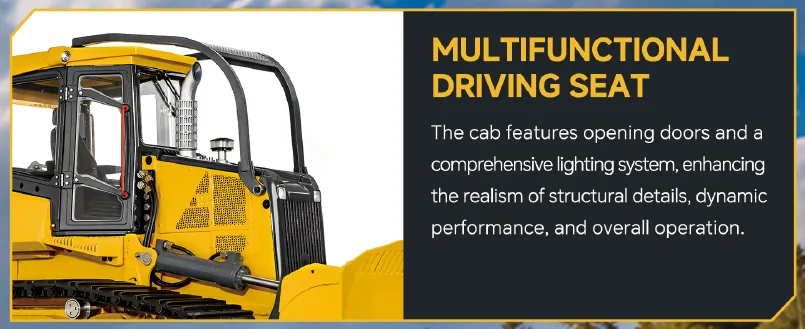 MULTIFUNCTIONAL
DRIVING SEAT
The cab features opening doors and a
comprehensive lighting system, enhancing
the realism of structural details, dynamic
performance, and overall operation.